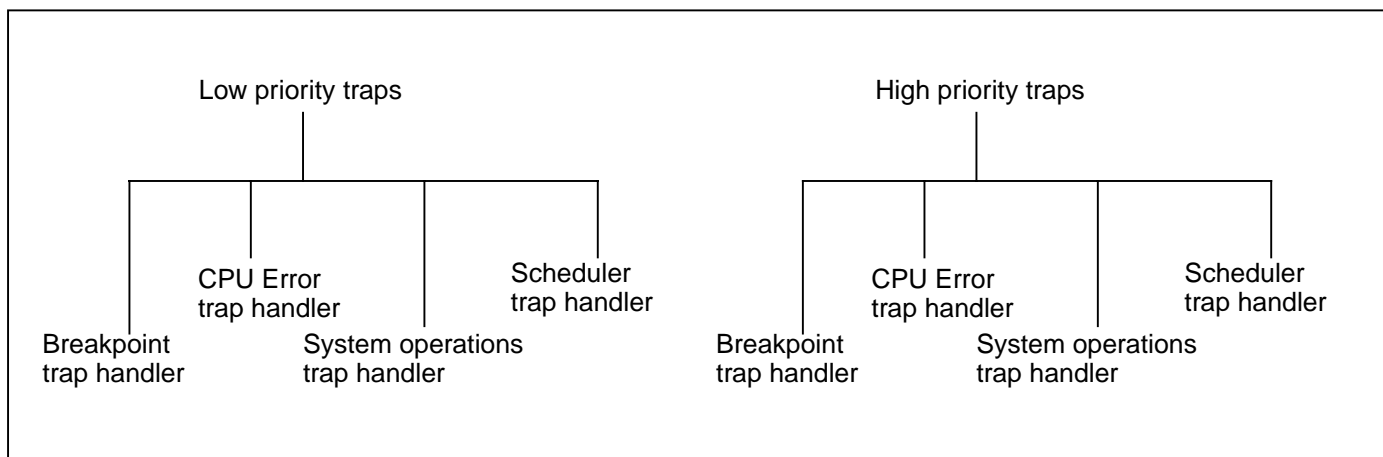 Low priority traps
High priority traps
CPU Error
trap handler
Scheduler
trap handler
Breakpoint
trap handler
System operations
trap handler
CPU Error
trap handler
Scheduler
trap handler
Breakpoint
trap handler
System operations
trap handler